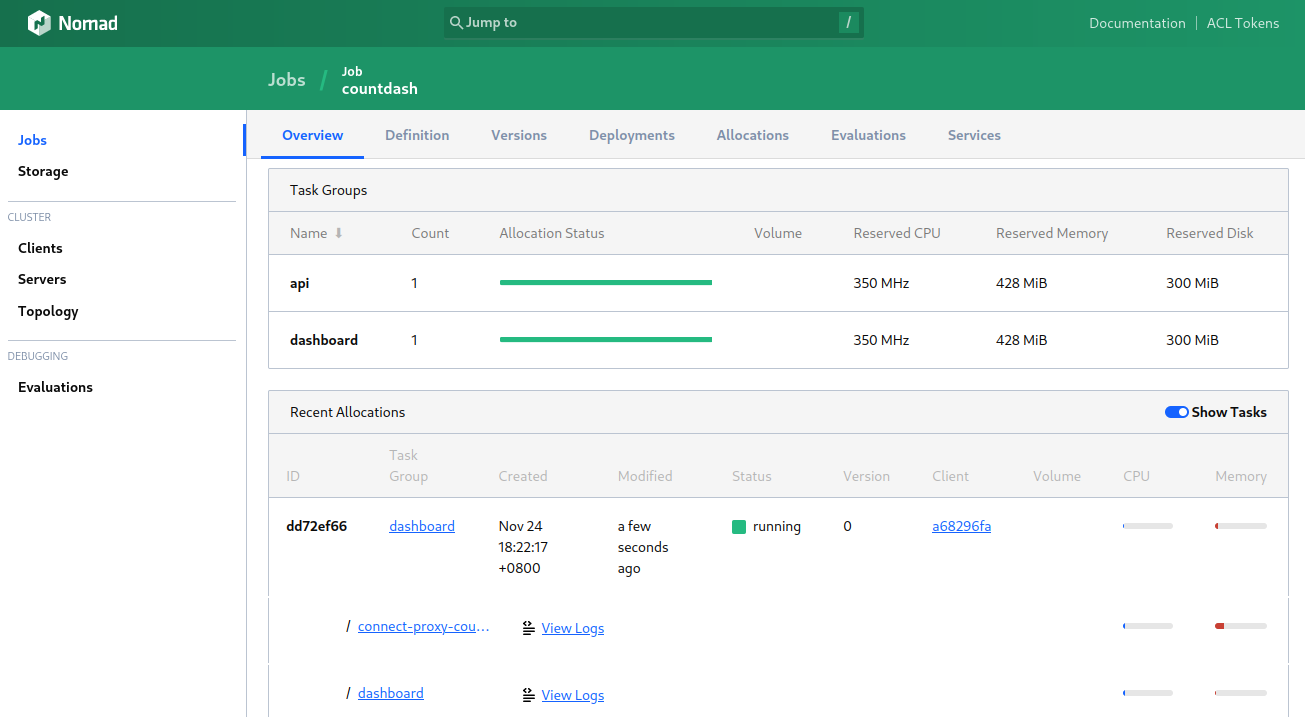 Nomad
Jump to
/
Documentation
ACL Tokens
Jobs
/
Job
countdash
Jobs
Storage
CLUSTER
Clients
Servers
Topology
DEBUGGING
Evaluations
Overview Definition Versions Deployments Allocations Evaluations Services
Task Groups
Name Count Allocation Status Volume Reserved CPU Reserved Memory Reserved Disk
api 1 350 MHz 428 MiB 300 MiB
dashboard 1 350 MHz 428 MiB 300 MiB
Recent Allocations
Show Tasks
ID Task Group Created Modified Status Version Client Volume CPU Memory
dd72ef66 dashboard Nov 24 18:22:17 +0800 a few seconds ago running 0 a68296fa
/ connect-proxy-cou... View Logs
/ dashboard View Logs